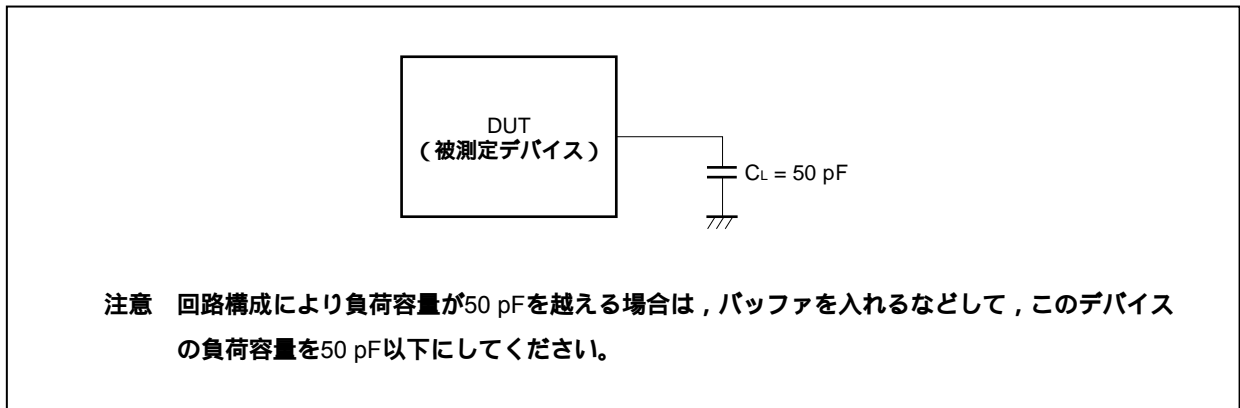 DUT
（被測定デバイス）
CL = 50 pF
注意　回路構成により負荷容量が50 pFを越える場合は，バッファを入れるなどして，このデバイス
の負荷容量を50 pF以下にしてください。